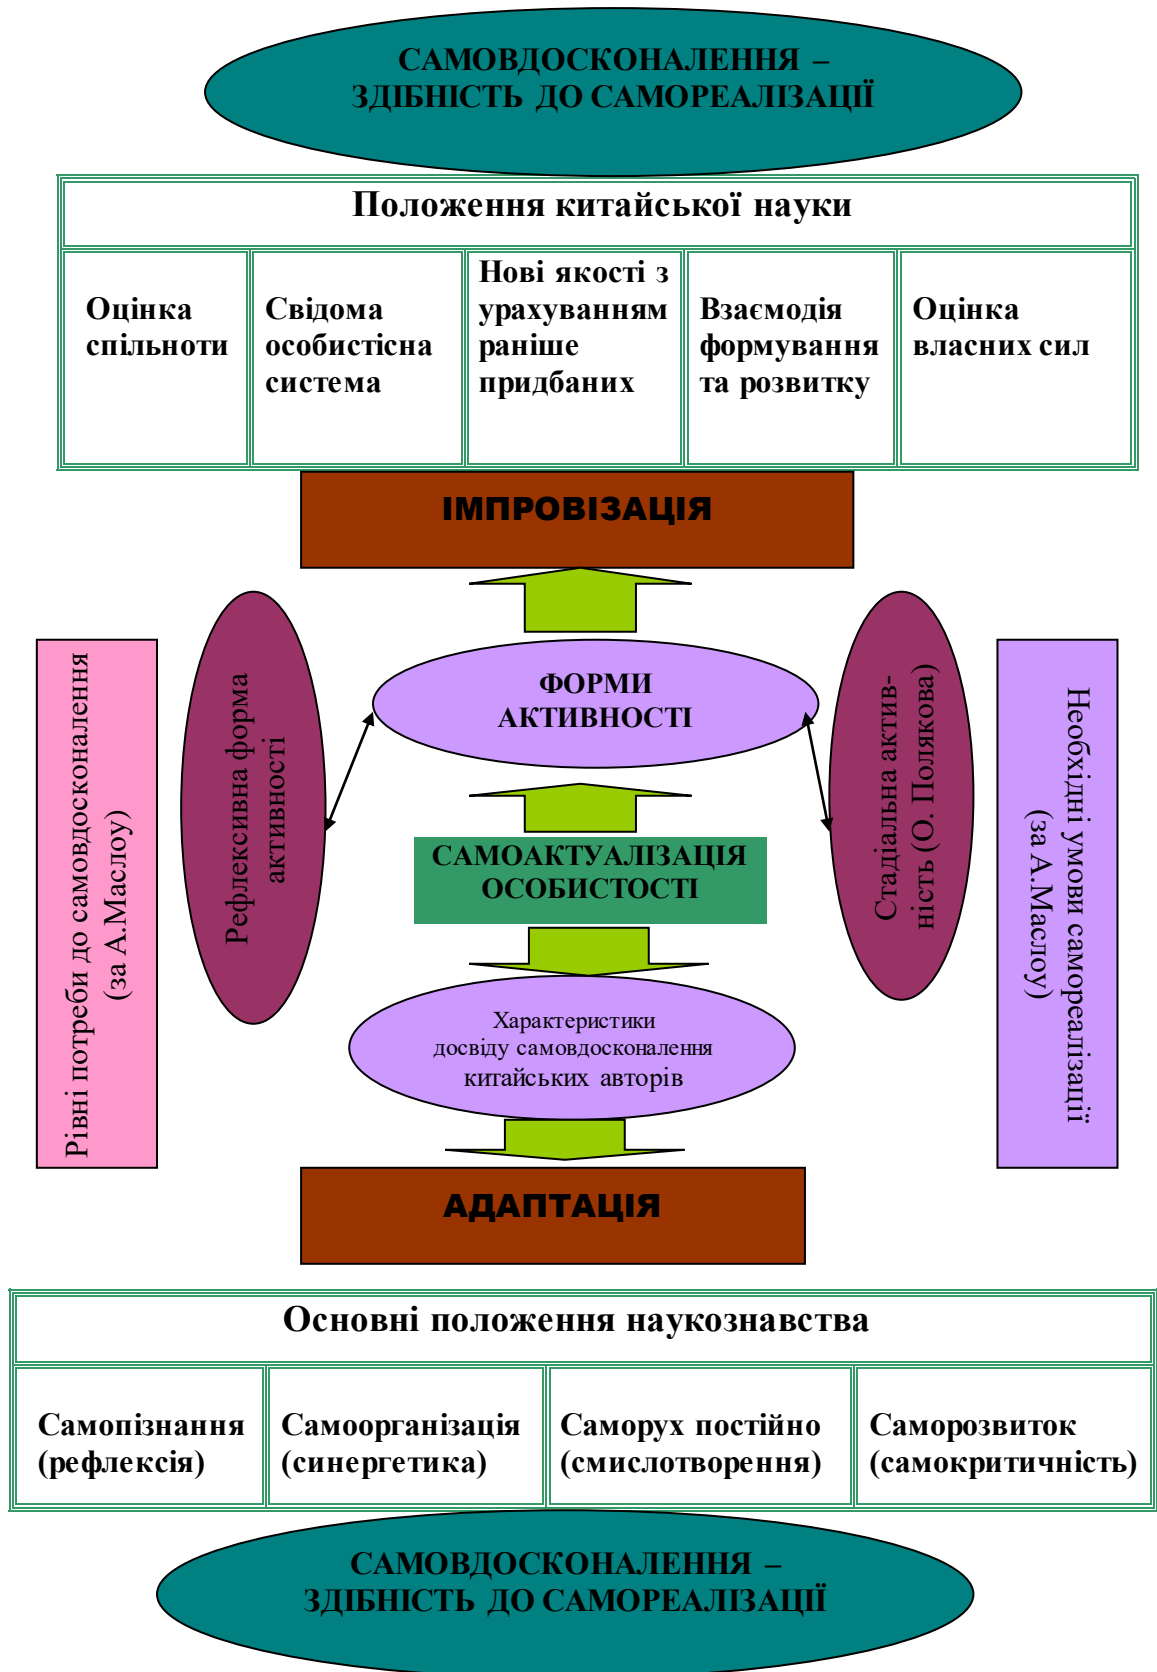 САМОВДОСКОНАЛЕННЯ –
ЗДІБНІСТЬ ДО САМОРЕАЛІЗАЦІЇ
Положення китайської науки
Оцінка
спільноти
Свідома
особистісна
система
Нові якості з
урахуванням
раніше
придбаних
Взаємодія
формування
та розвитку
Оцінка
власних сил
ІМПРОВІЗАЦІЯ
Рівні потреби до самовдосконалення
(за А.Маслоу)
Рефлексивна форма
активності
ФОРМИ
АКТИВНОСТІ
Стадіальна актив-
ність (О. Полякова)
Необхідні умови самореалізації
(за А.Маслоу)
САМОАКТУАЛІЗАЦІЯ
ОСОБИСТОСТІ
Характеристики
досвіду самовдосконалення
китайських авторів
АДАПТАЦІЯ
Основні положення наукознавства
Самопізнання
(рефлексія)
Самоорганізація
(синергетика)
Саморух постійно
(смислотворення)
Саморозвиток
(самокритичність)
САМОВДОСКОНАЛЕННЯ –
ЗДІБНІСТЬ ДО САМОРЕАЛІЗАЦІЇ